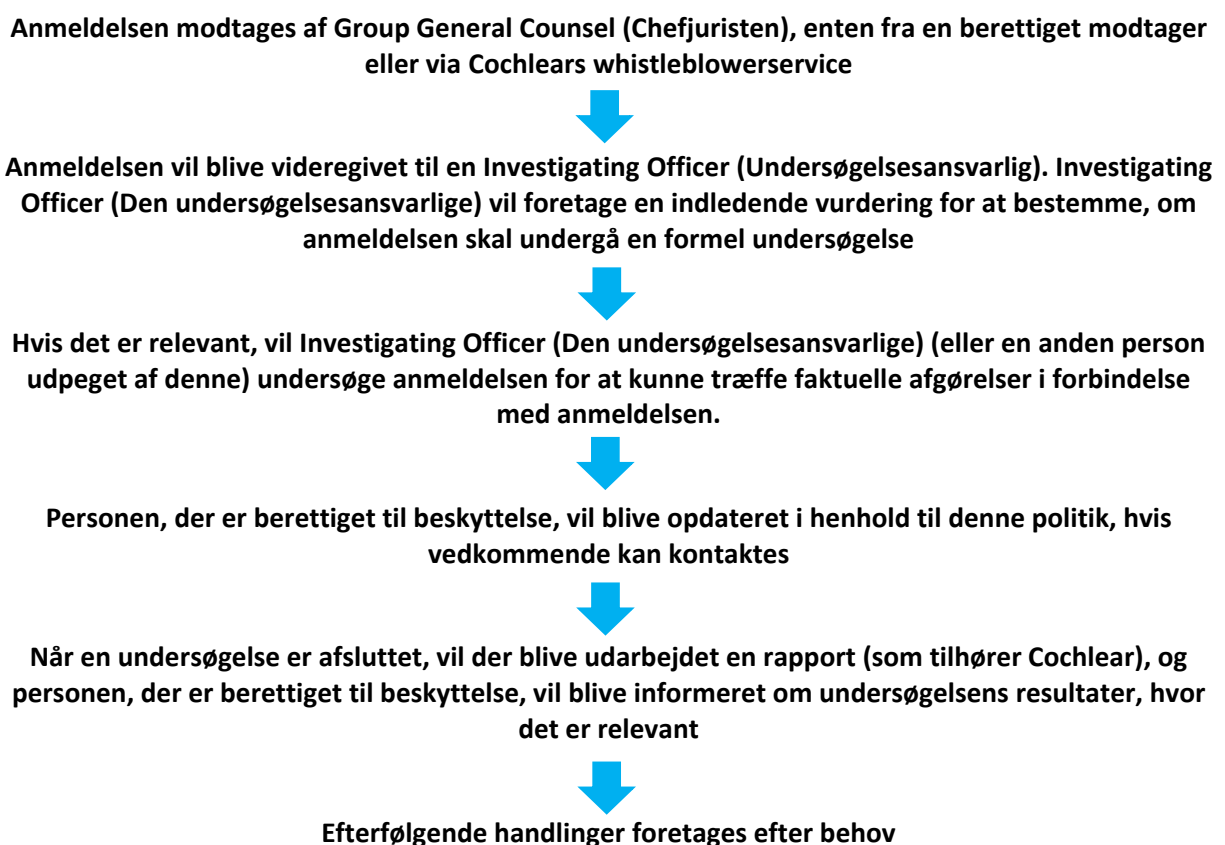 Anmeldelsen modtages af Group General Counsel (Chefjuristen), enten fra en berettiget modtager
eller via Cochlears whistleblowerservice
Anmeldelsen vil blive videregivet til en Investigating Officer (Undersøgelsesansvarlig). Investigating
Officer (Den undersøgelsesansvarlige) vil foretage en indledende vurdering for at bestemme, om
anmeldelsen skal undergå en formel undersøgelse
Hvis det er relevant, vil Investigating Officer (Den undersøgelsesansvarlige) (eller en anden person
udpeget af denne) undersøge anmeldelsen for at kunne træffe faktuelle afgørelser i forbindelse
med anmeldelsen.
Personen, der er berettiget til beskyttelse, vil blive opdateret i henhold til denne politik, hvis
vedkommende kan kontaktes
Når en undersøgelse er afsluttet, vil der blive udarbejdet en rapport (som tilhører Cochlear), og
personen, der er berettiget til beskyttelse, vil blive informeret om undersøgelsens resultater, hvor
det er relevant
Efterfølgende handlinger foretages efter behov